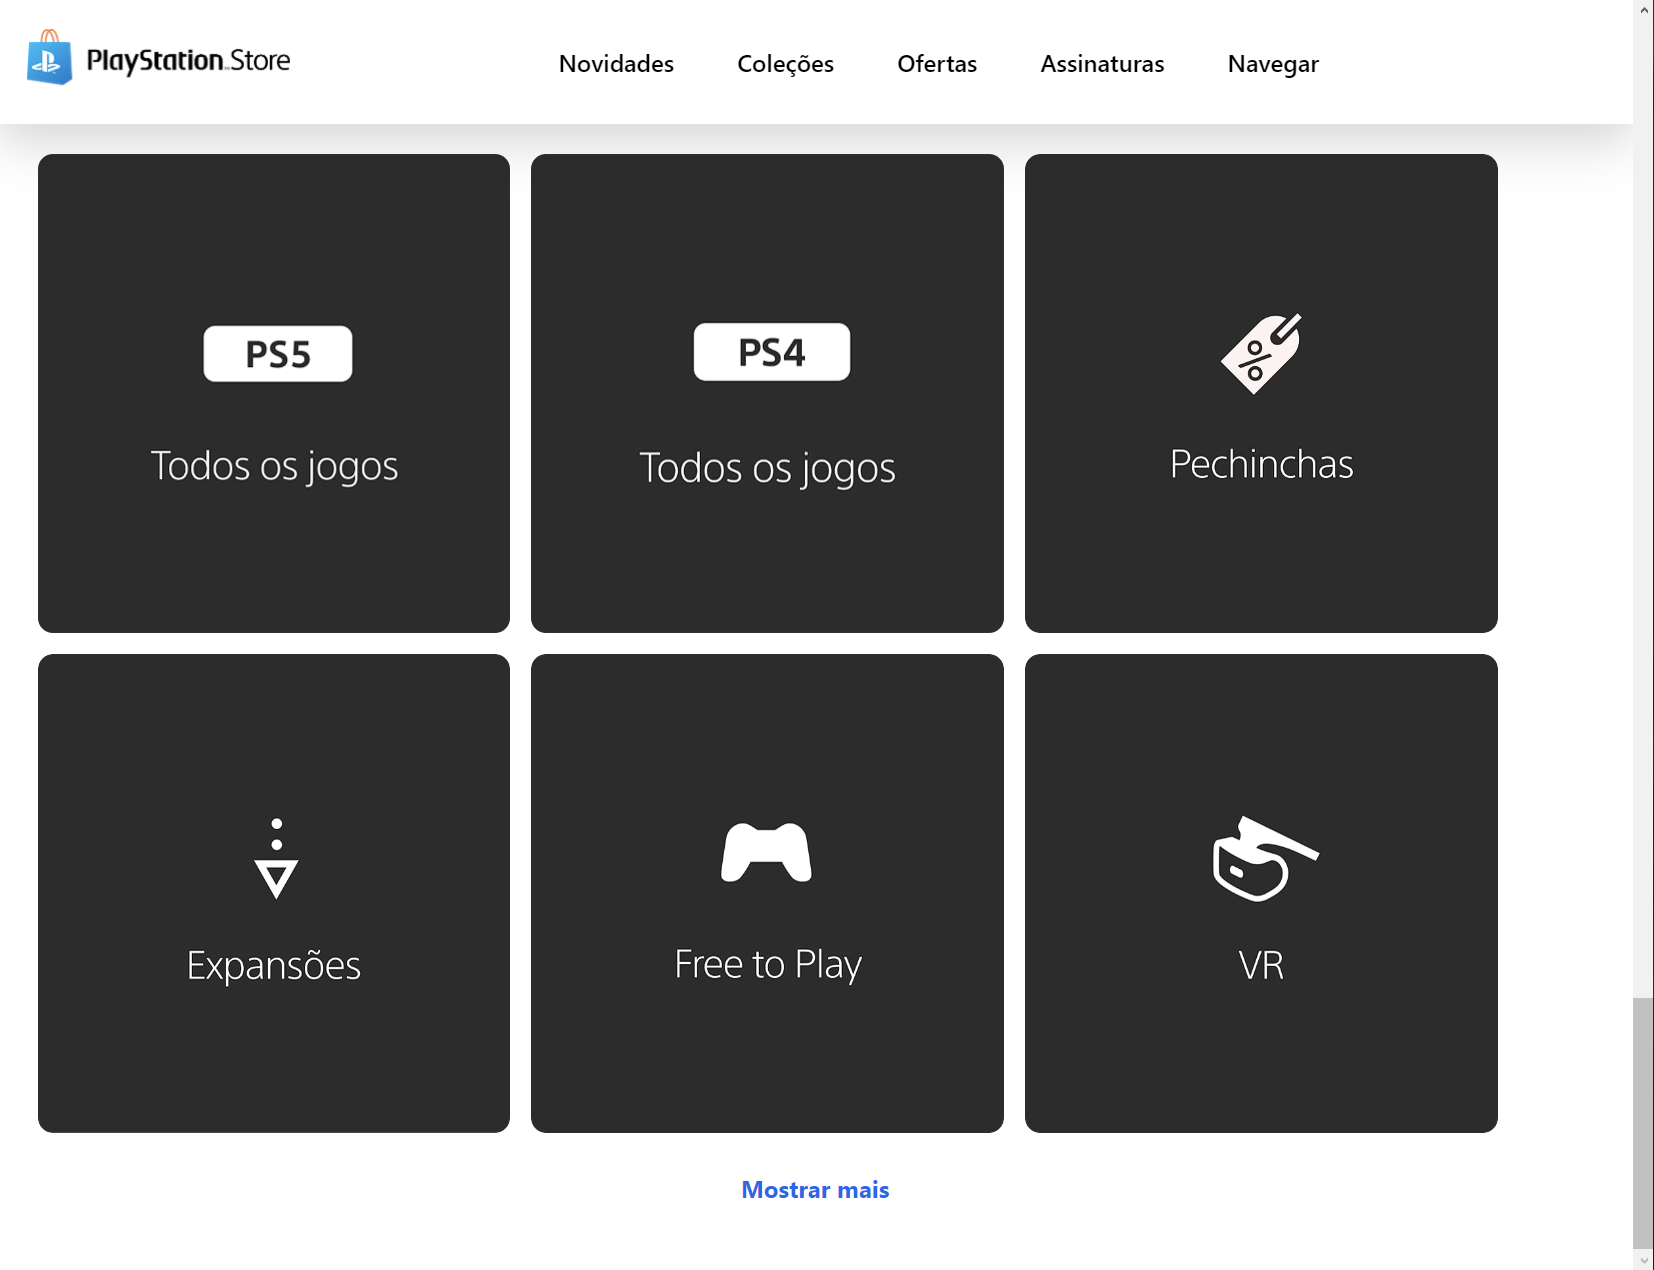 PlayStation Store
Novidades
Coleções
Ofertas
Assinaturas
Navegar
PS5
Todos os jogos
PS4
Todos os jogos
%
Pechinchas
Expansões
Free to Play
VR
Mostrar mais